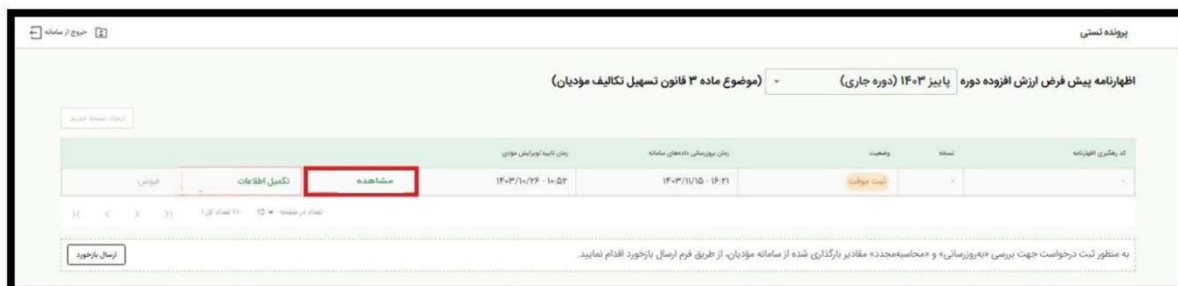 پرونده تستی
خروج از سامانه
اظهارنامه پیش فرض ارزش افزوده دوره پاییز ۱۴۰۳ (دوره جاری) (موضوع ماده ۳ قانون تسهیل تکالیف مؤدیان)
ایجاد نسخه جدید
کد رهگیری اظهارنامه نسخه وضعیت زمان بروزرسانی داده‌های سامانه زمان تایید/ویرایش مؤدی
- - ثبت موقت ۱۴۰۳/۱۱/۱۵ - ۱۶:۲۱ ۱۴۰۳/۱۰/۲۶ - ۱۰:۵۲ مشاهده تکمیل اطلاعات قبوض
تعداد در صفحه 10
به منظور ثبت درخواست جهت بررسی «به‌روزرسانی» و «محاسبه‌مجدد» مقادیر بارگذاری شده از سامانه مؤدیان، از طریق فرم ارسال بازخورد اقدام نمایید.
ارسال بازخورد